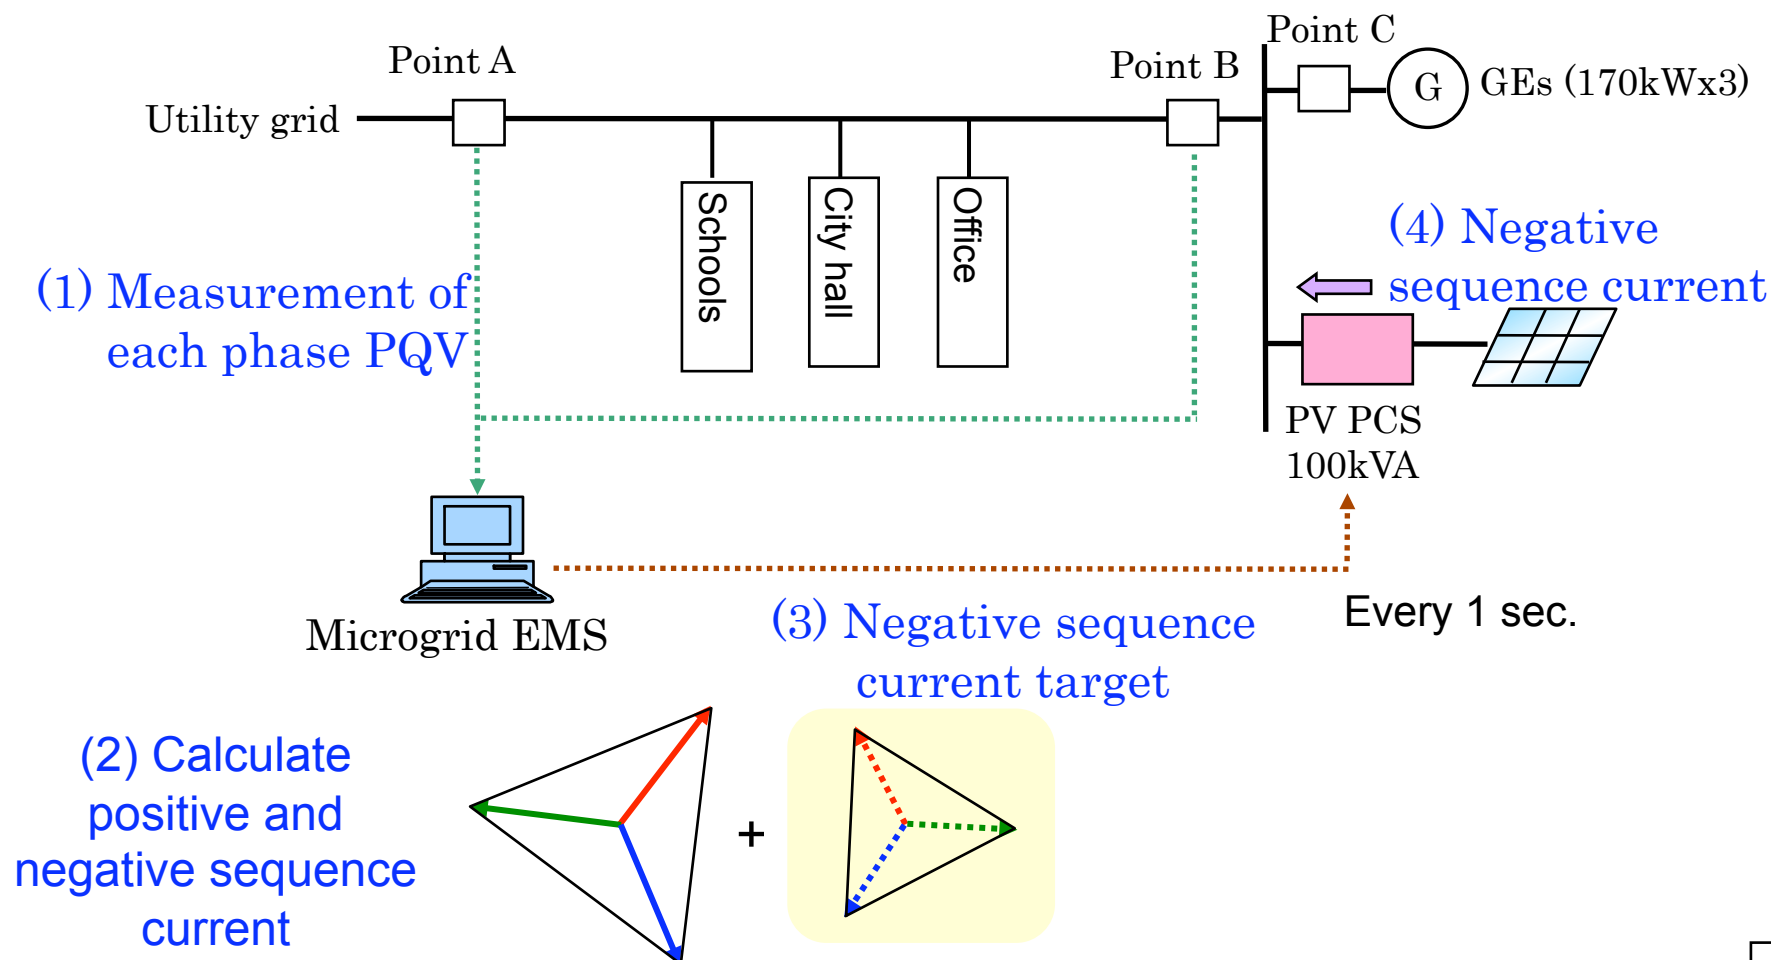 Point C
Point A
Point B
G
GEs (170kWx3)
Utility grid
Schools
City hall
Office
(4) Negative
sequence current
(1) Measurement of
each phase PQV
PV PCS
100kVA
Every 1 sec.
Microgrid EMS
(3) Negative sequence
current target
(2) Calculate
positive and
negative sequence
current
+